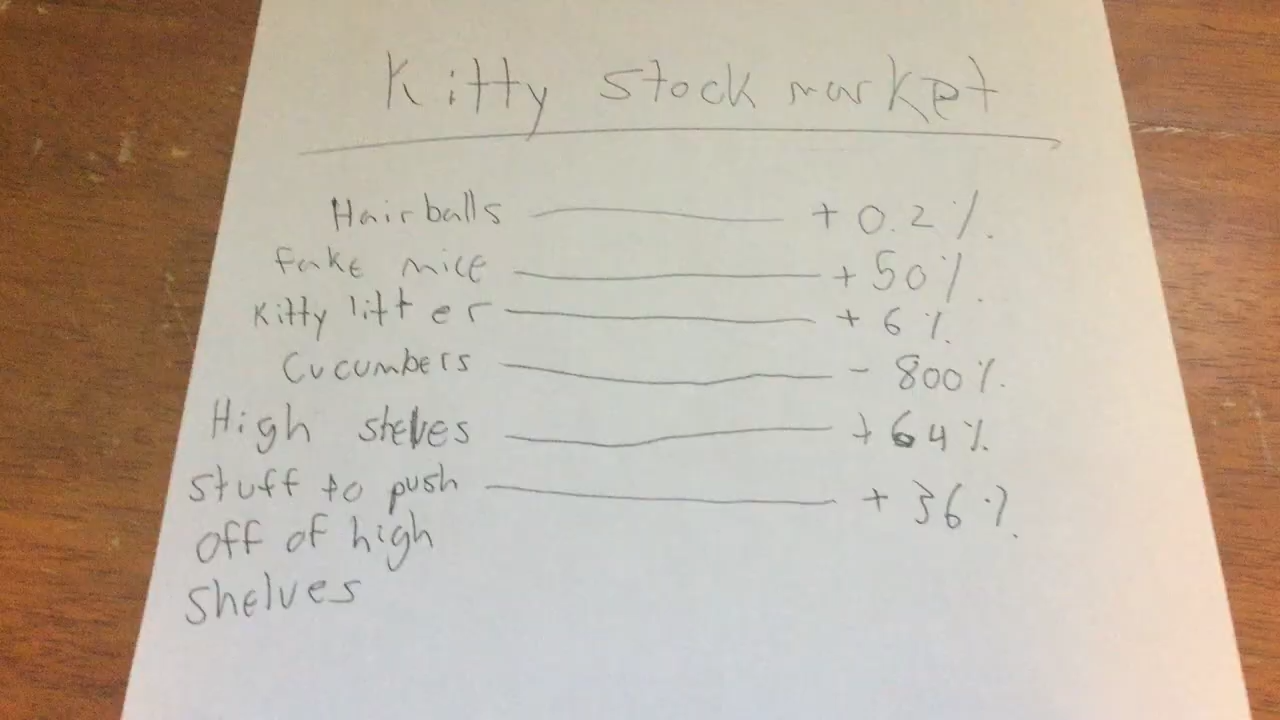 Kitty stock market
Hairballs + 0.2%
fake mice + 50%
Kitty litter + 6%
Cucumbers - 800%
High shelves + 64%
stuff to push + 36%
off of high
shelves